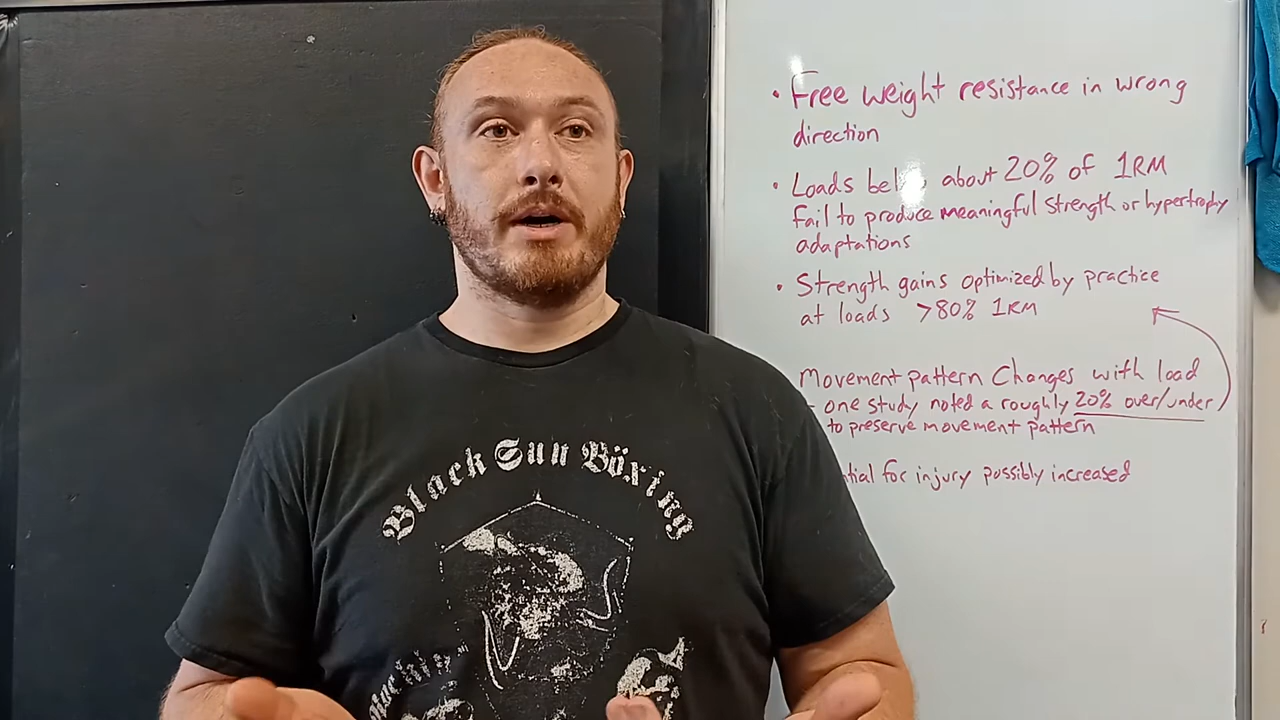 Free weight resistance in wrong
direction
Loads about 20% of 1RM
fail to produce meaningful strength or hypertrophy
adaptations
Strength gains optimized by practice
at loads >80% 1RM
Movement pattern Changes with load
- one study noted a roughly 20% over/under
to preserve movement pattern
for injury possibly increased
Black Sun Böxing